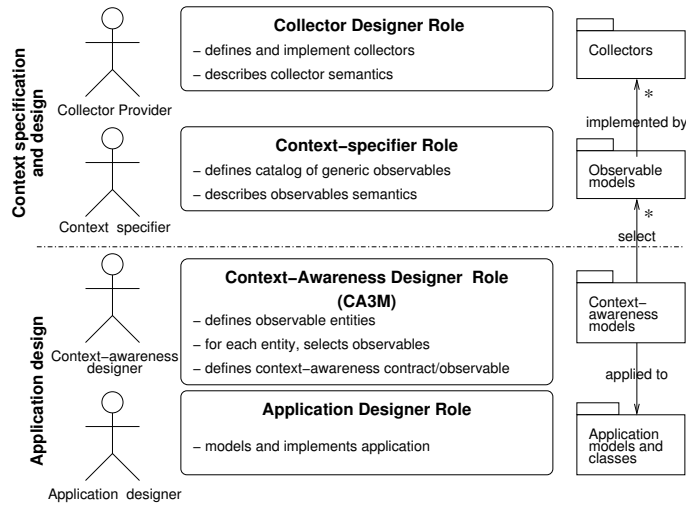 Context specification
and design
Collector Provider
Collector Designer Role
– defines and implement collectors
– describes collector semantics
Collectors
*
implemented by
Context specifier
Context–specifier Role
– defines catalog of generic observables
– describes observables semantics
Observable
models
*
select
Application design
Context–awareness
designer
Context–Awareness Designer Role
(CA3M)
– defines observable entities
– for each entity, selects observables
– defines context–awareness contract/observable
Context–
awareness
models
applied to
Application designer
Application Designer Role
– models and implements application
Application
models and
classes